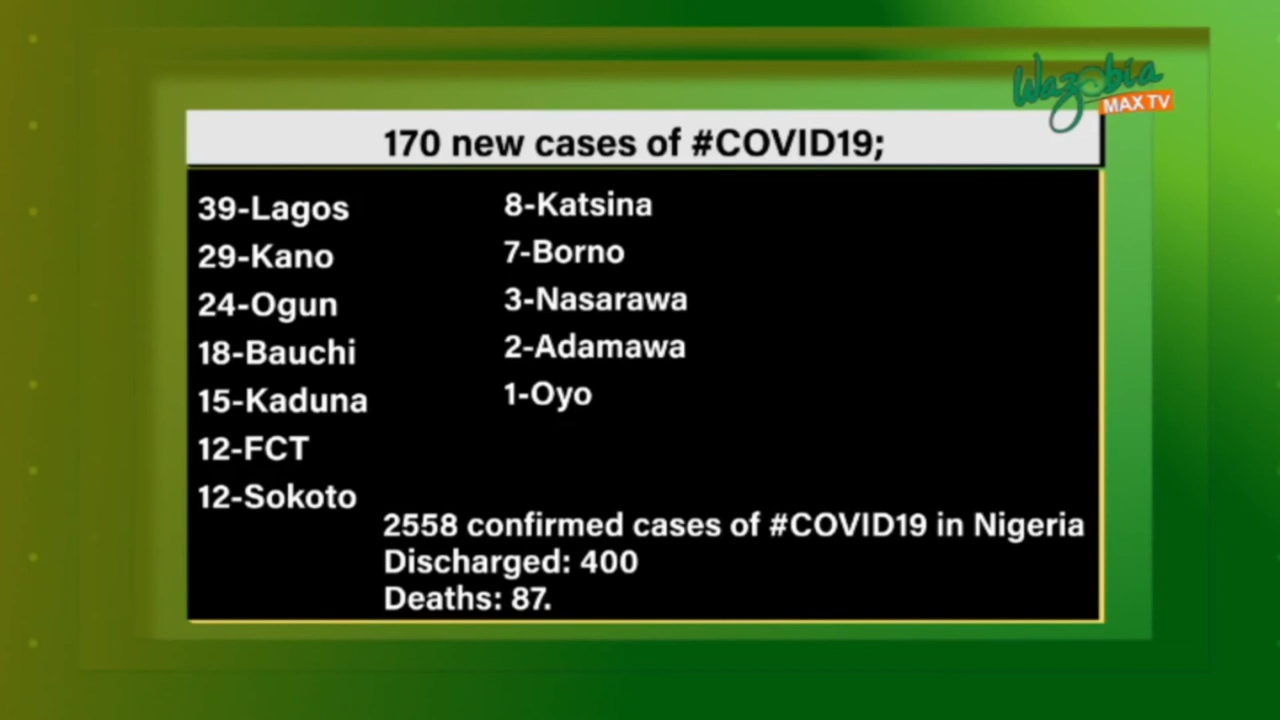 Wazobia
MAX TV
170 new cases of #COVID19;
39-Lagos
29-Kano
24-Ogun
18-Bauchi
15-Kaduna
12-FCT
12-Sokoto
8-Katsina
7-Borno
3-Nasarawa
2-Adamawa
1-Oyo
2558 confirmed cases of #COVID19 in Nigeria
Discharged: 400
Deaths: 87.